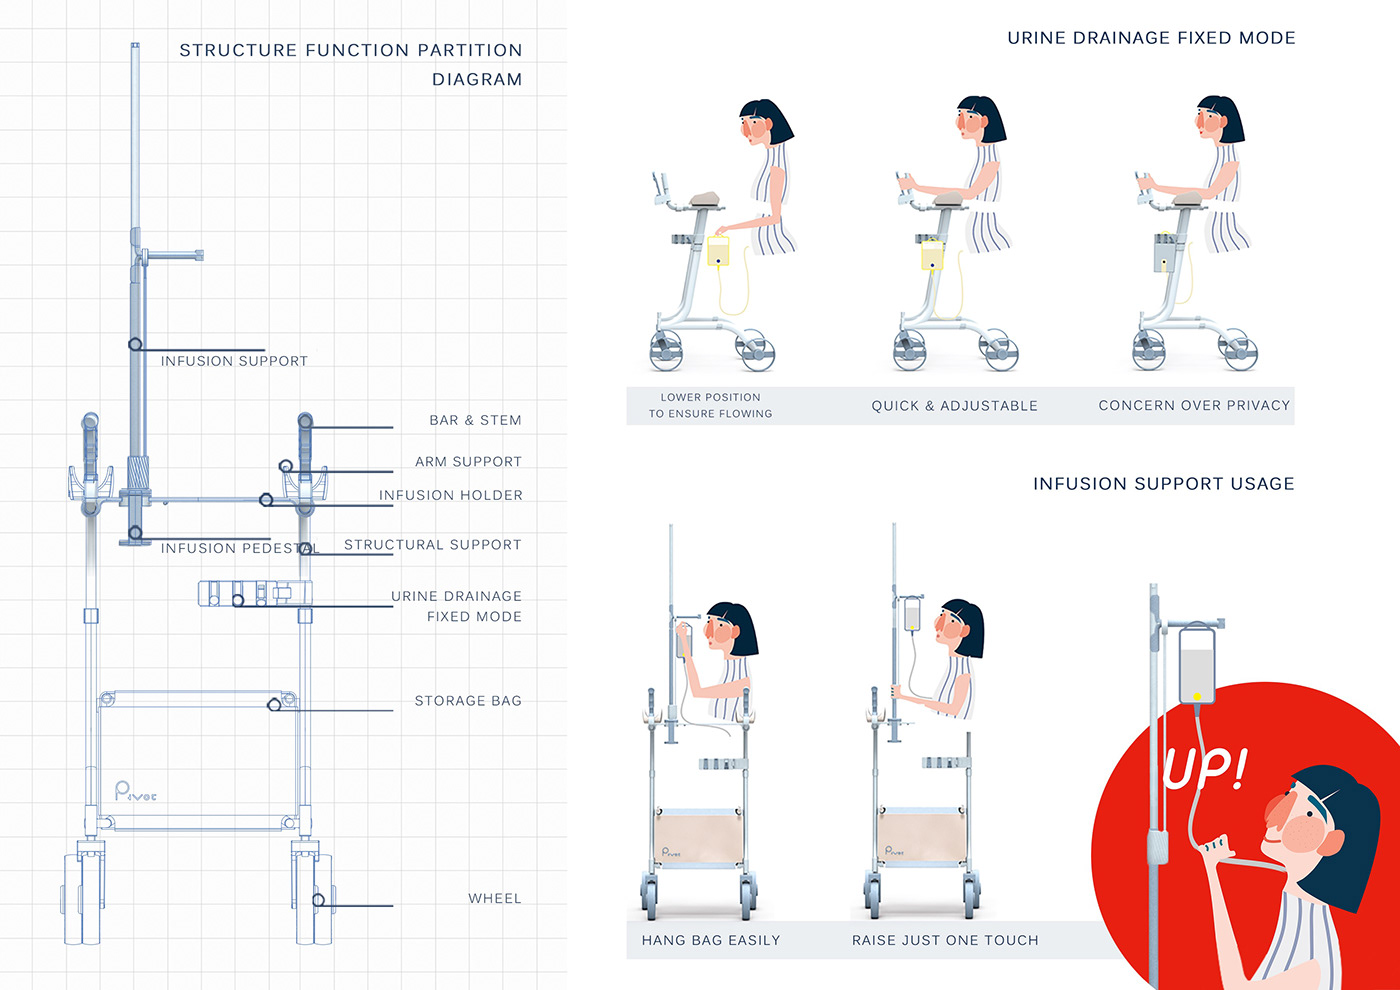 STRUCTURE FUNCTION PARTITION
DIAGRAM
INFUSION SUPPORT
BAR & STEM
ARM SUPPORT
INFUSION HOLDER
INFUSION PEDESTAL
STRUCTURAL SUPPORT
URINE DRAINAGE
FIXED MODE
STORAGE BAG
Pivot
WHEEL
URINE DRAINAGE FIXED MODE
LOWER POSITION
TO ENSURE FLOWING
QUICK & ADJUSTABLE
CONCERN OVER PRIVACY
INFUSION SUPPORT USAGE
Pivot
Pivot
UP!
HANG BAG EASILY
RAISE JUST ONE TOUCH